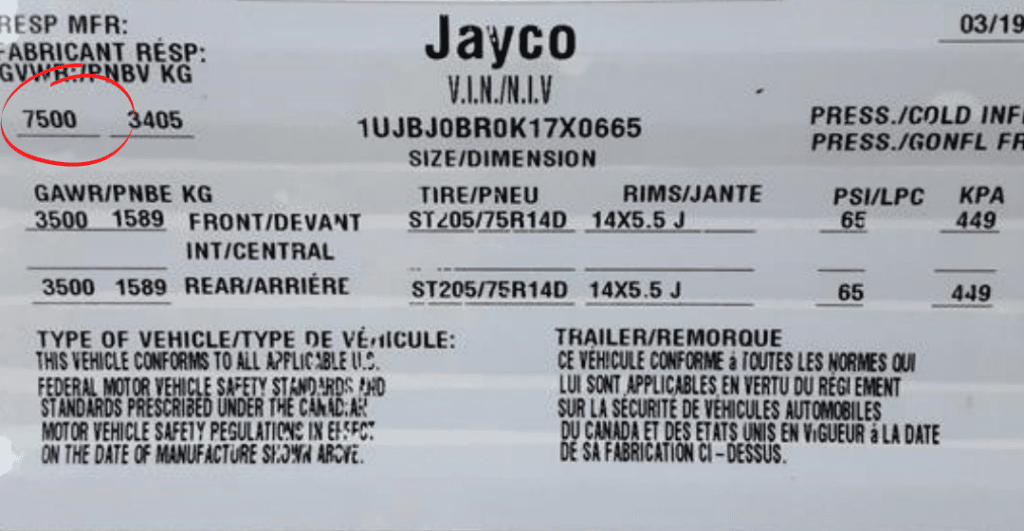 RESP MFR:
FABRICANT RÉSP:
GVWR:/PNBV KG
7500 3405
Jayco
V.I.N./N.I.V
1UJBJ0BR0K17X0665
SIZE/DIMENSION
03/19
PRESS./COLD INFL
PRESS./GONFL FR
GAWR/PNBE KG TIRE/PNEU RIMS/JANTE PSI/LPC KPA
3500 1589 FRONT/DEVANT ST205/75R14D 14X5.5 J 65 449
INT/CENTRAL
3500 1589 REAR/ARRIÉRE ST205/75R14D 14X5.5 J 65 449
TYPE OF VEHICLE/TYPE DE VÉHICULE: TRAILER/REMORQUE
THIS VEHICLE CONFORMS TO ALL APPLICABLE U.S.
FEDERAL MOTOR VEHICLE SAFETY STANDARDS AND
STANDARDS PRESCRIBED UNDER THE CANADIAN
MOTOR VEHICLE SAFETY REGULATIONS IN EFFECT
ON THE DATE OF MANUFACTURE SHOWN ABOVE.
CE VÉHICULE CONFORME à TOUTES LES NORMES QUI
LUI SONT APPLICABLES EN VERTU DU RÉGLEMENT
SUR LA SÉCURITÉ DE VÉHICULES AUTOMOBILES
DU CANADA ET DES ETATS UNIS EN VIGUEUR à LA DATE
DE SA FABRICATION CI-DESSUS.